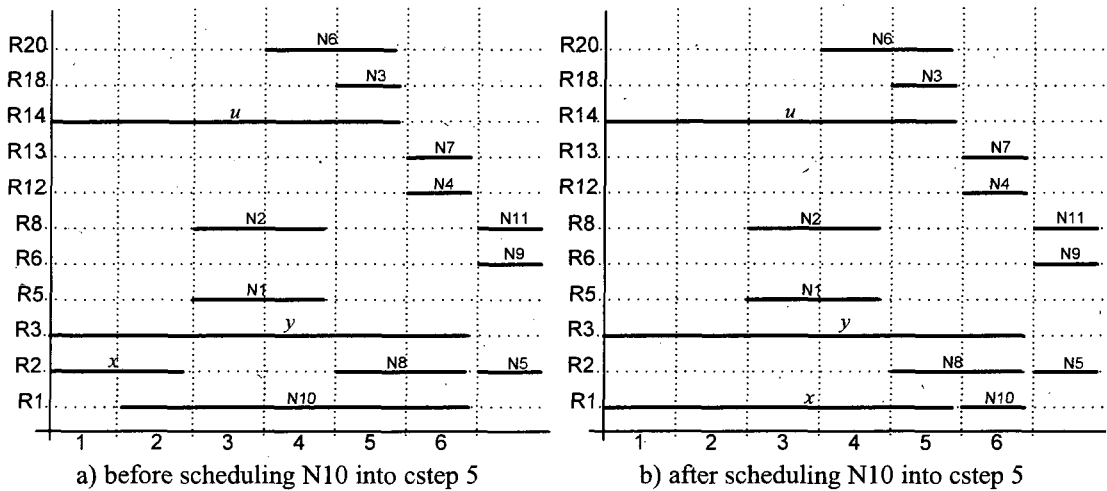 R20 N6
R18 N3
R14 u
R13 N7
R12 N4
R8 N2 N11
R6 N9
R5 N1
R3 y
R2 x N8 N5
R1 N10
1 2 3 4 5 6
a) before scheduling N10 into cstep 5
R20 N6
R18 N3
R14 u
R13 N7
R12 N4
R8 N2 N11
R6 N9
R5 N1
R3 y
R2 N8 N5
R1 x N10
1 2 3 4 5 6
b) after scheduling N10 into cstep 5